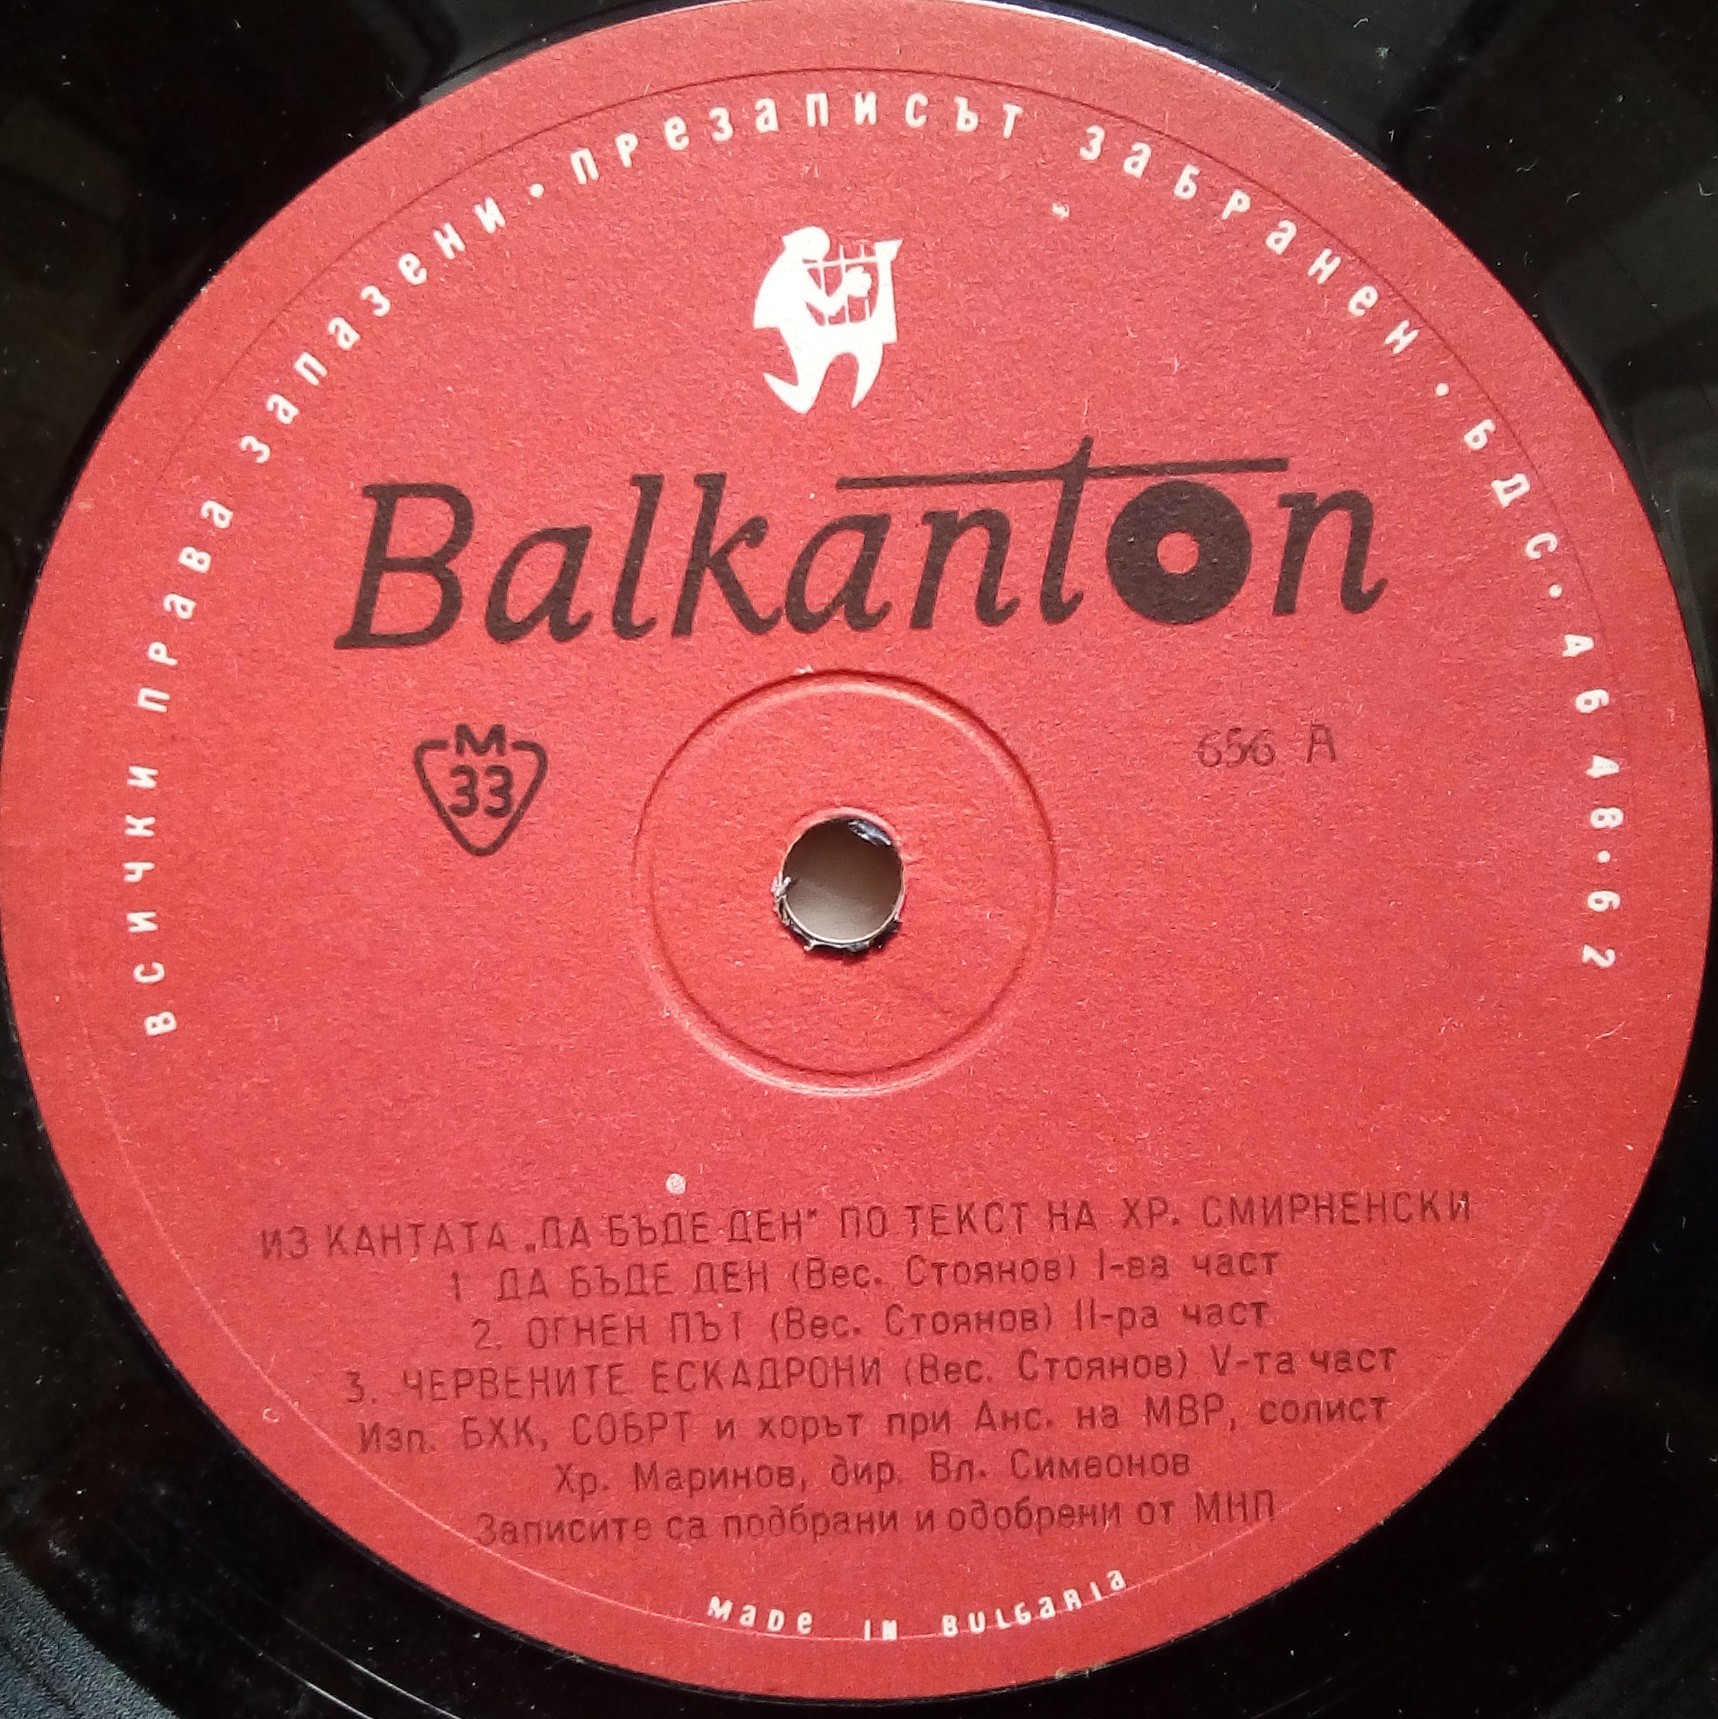 всички права запазени · презаписът забранен · бдс · 4648 · 62
Balkanton
M
33
656 А
ИЗ КАНТАТА „ДА БЪДЕ ДЕН" ПО ТЕКСТ НА ХР. СМИРНЕНСКИ
1 ДА БЪДЕ ДЕН (Вес. Стоянов) I-ва част
2. ОГНЕН ПЪТ (Вес. Стоянов) II-ра част
3. ЧЕРВЕНИТЕ ЕСКАДРОНИ (Вес. Стоянов) V-та част
Изп. БХК, СОБРТ и хорът при Анс. на МВР, солист
Хр. Маринов, дир. Вл. Симеонов
Записите са подбрани и одобрени от МНП
made in bulgaria